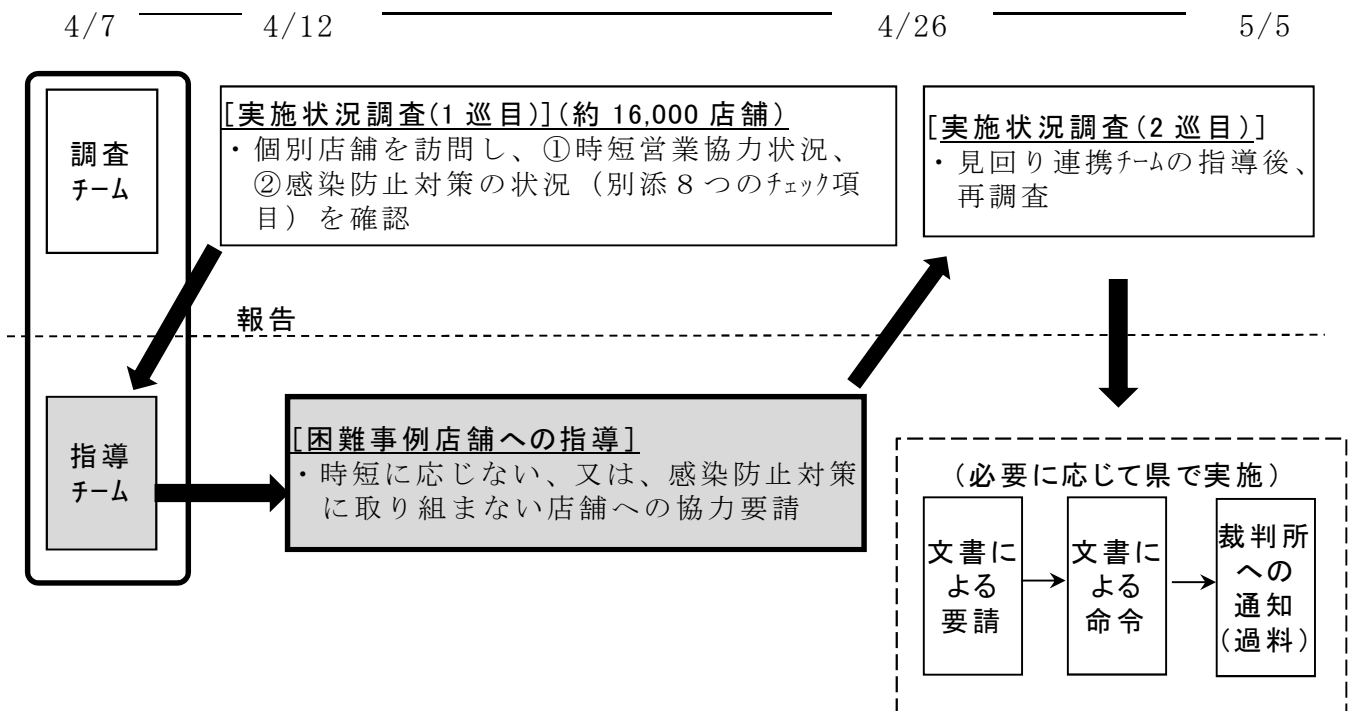 4/7 4/12 4/26 5/5
調査
チーム
[実施状況調査(1巡目)](約16,000店舗)
・個別店舗を訪問し、①時短営業協力状況、
②感染防止対策の状況（別添８つのチェック項
目）を確認
[実施状況調査(2巡目)]
・見回り連携チームの指導後、
再調査
報告
指導
チーム
[困難事例店舗への指導]
・時短に応じない、又は、感染防止対策
に取り組まない店舗への協力要請
(必要に応じて県で実施)
文書に
よる
要請
文書に
よる
命令
裁判所
への
通知
(過料)